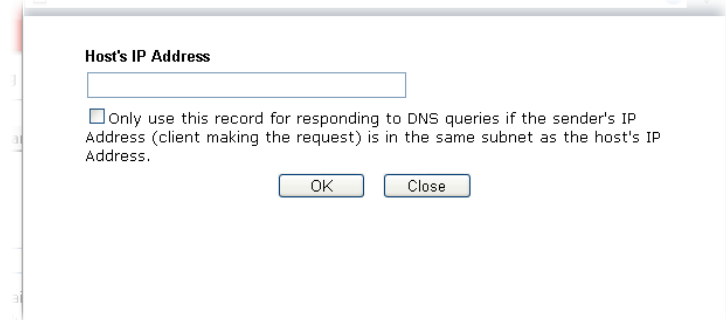 Host's IP Address
Only use this record for responding to DNS queries if the sender's IP
Address (client making the request) is in the same subnet as the host's IP
Address.
OK Close